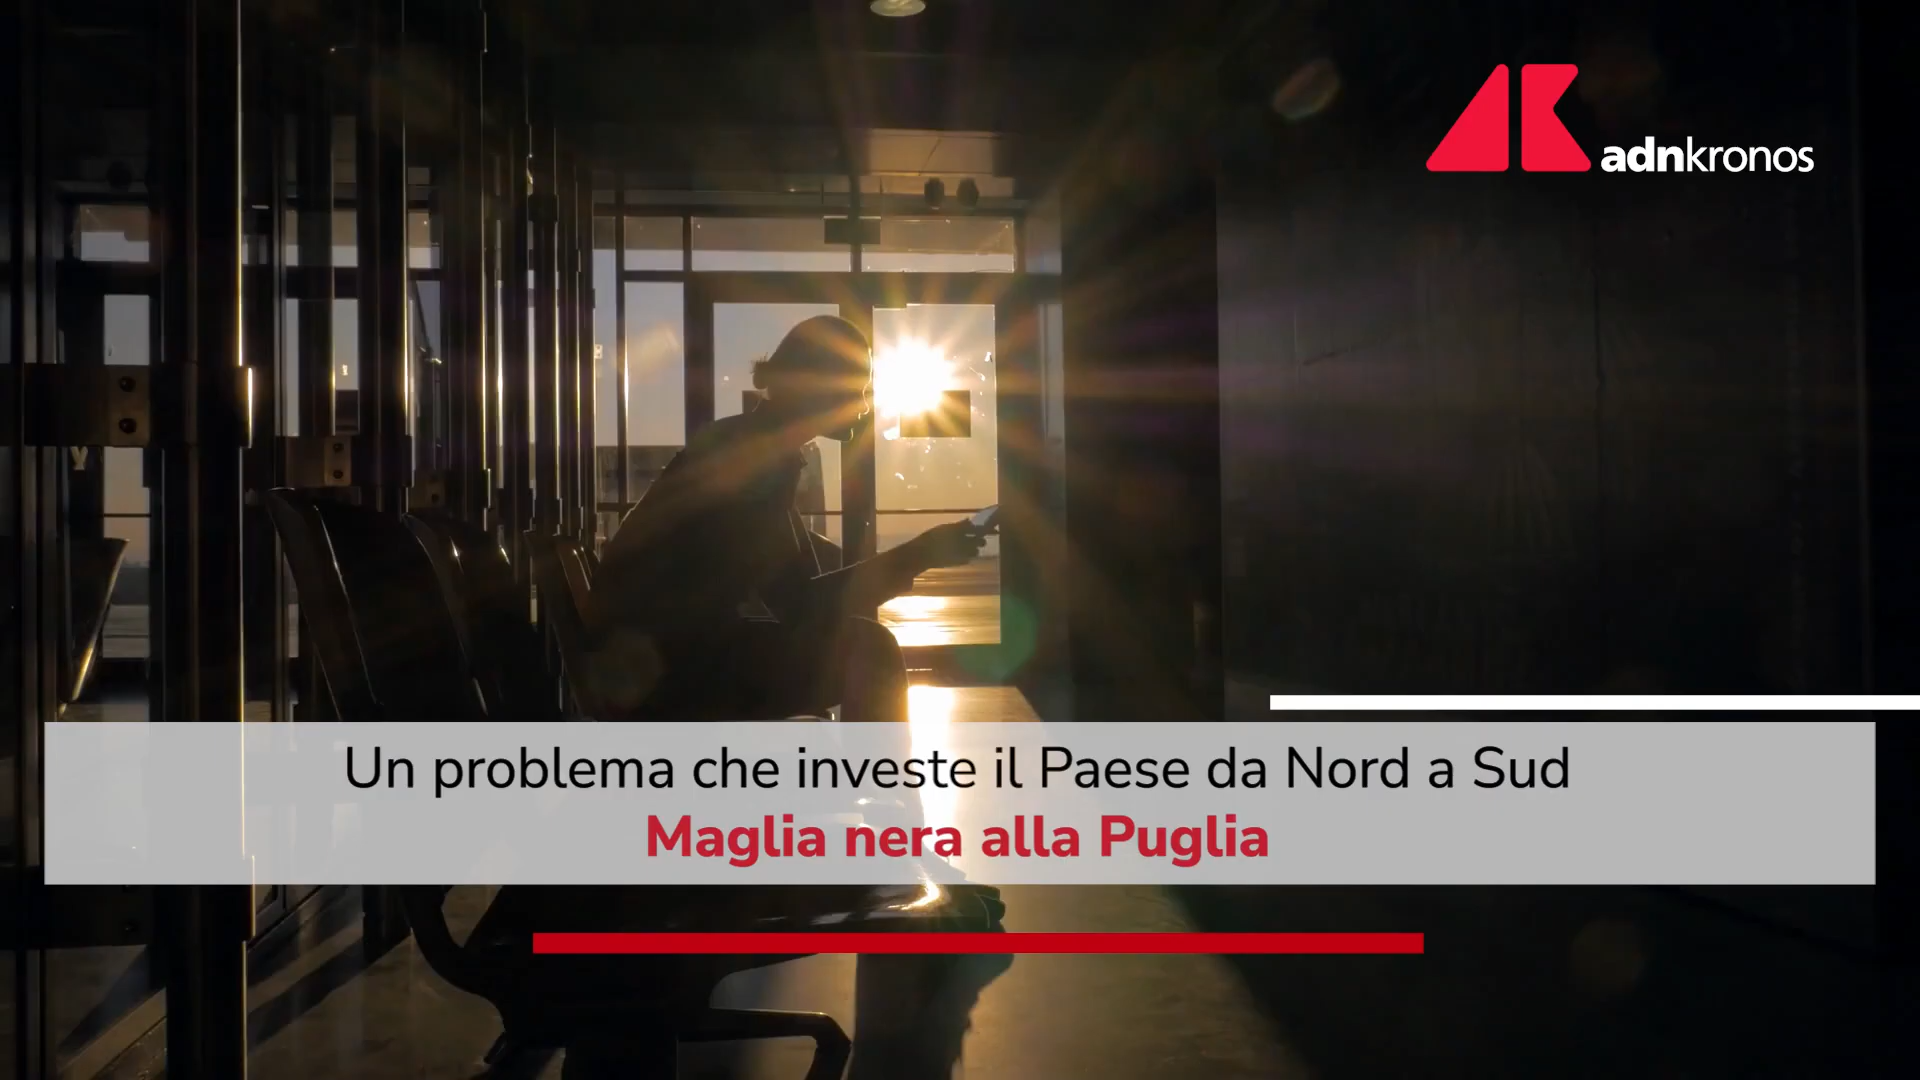 adnkronos
Un problema che investe il Paese da Nord a Sud
Maglia nera alla Puglia